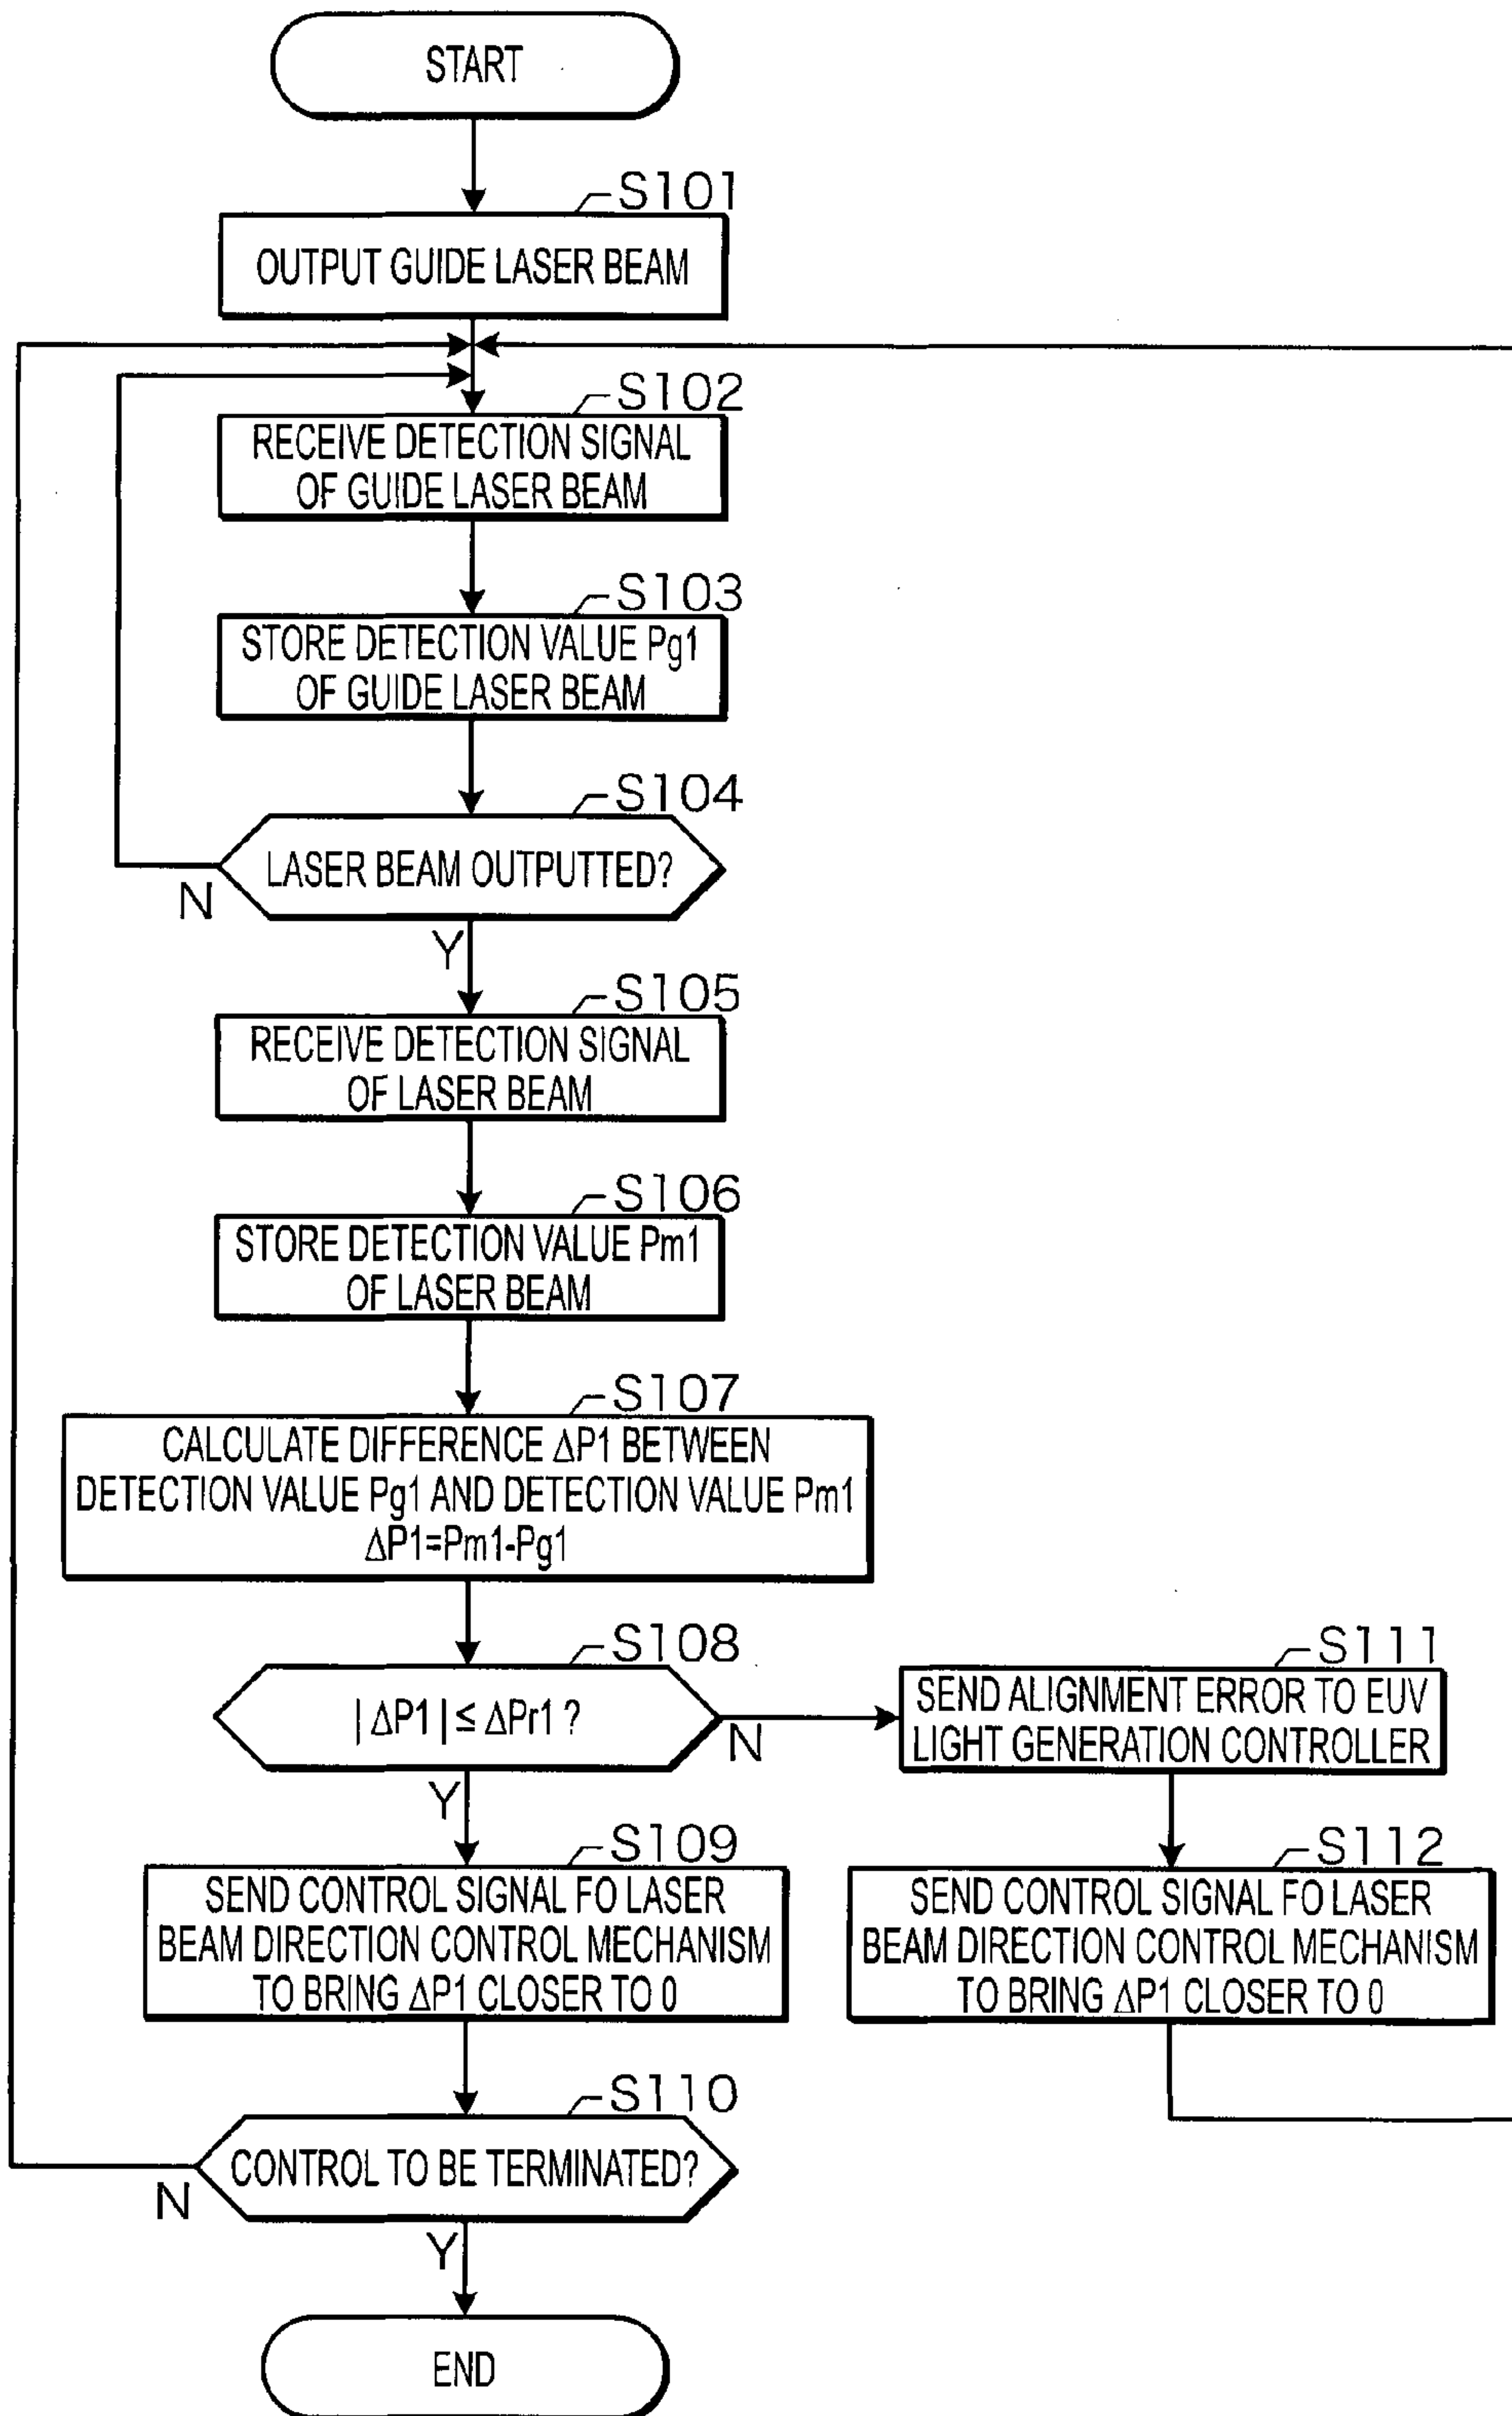 START
S101
OUTPUT GUIDE LASER BEAM
S102
RECEIVE DETECTION SIGNAL
OF GUIDE LASER BEAM
S103
STORE DETECTION VALUE Pg1
OF GUIDE LASER BEAM
S104
LASER BEAM OUTPUTTED?
N
Y
S105
RECEIVE DETECTION SIGNAL
OF LASER BEAM
S106
STORE DETECTION VALUE Pm1
OF LASER BEAM
S107
CALCULATE DIFFERENCE ΔP1 BETWEEN
DETECTION VALUE Pg1 AND DETECTION VALUE Pm1
ΔP1=Pm1-Pg1
S108
| ΔP1 | ≤ ΔPr1 ?
N
Y
S111
SEND ALIGNMENT ERROR TO EUV
LIGHT GENERATION CONTROLLER
S109
SEND CONTROL SIGNAL FO LASER
BEAM DIRECTION CONTROL MECHANISM
TO BRING ΔP1 CLOSER TO 0
S112
SEND CONTROL SIGNAL FO LASER
BEAM DIRECTION CONTROL MECHANISM
TO BRING ΔP1 CLOSER TO 0
S110
CONTROL TO BE TERMINATED?
N
Y
END